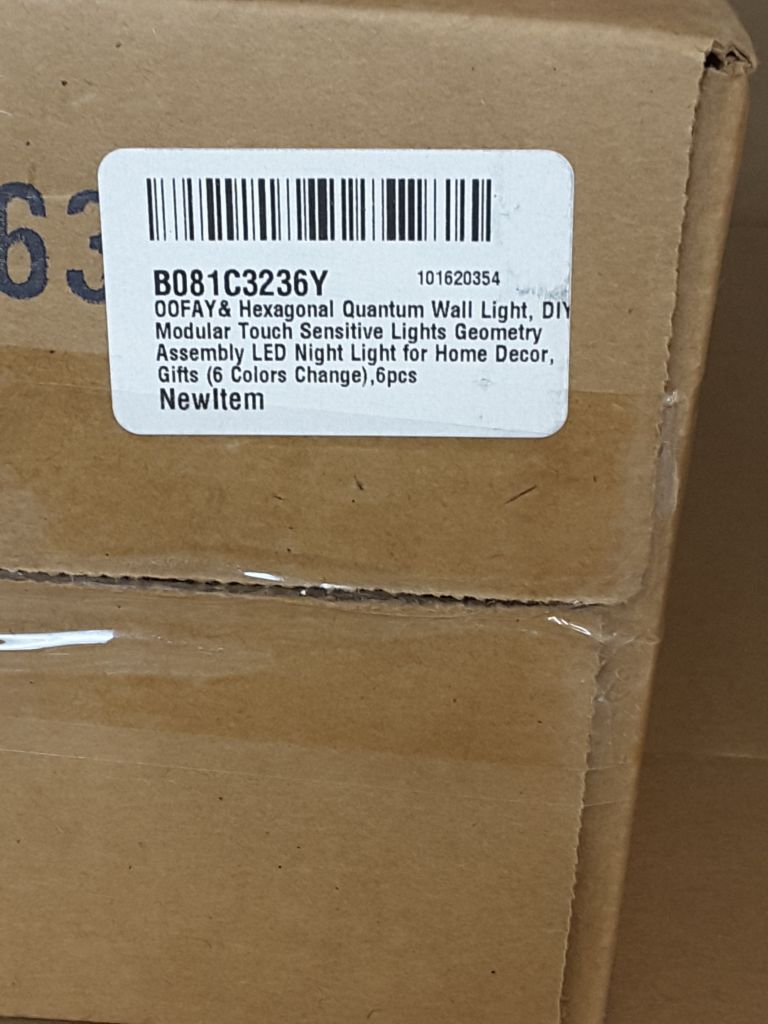 63
B081C3236Y 101620354
OOFAY& Hexagonal Quantum Wall Light, DIY
Modular Touch Sensitive Lights Geometry
Assembly LED Night Light for Home Decor,
Gifts (6 Colors Change),6pcs
NewItem